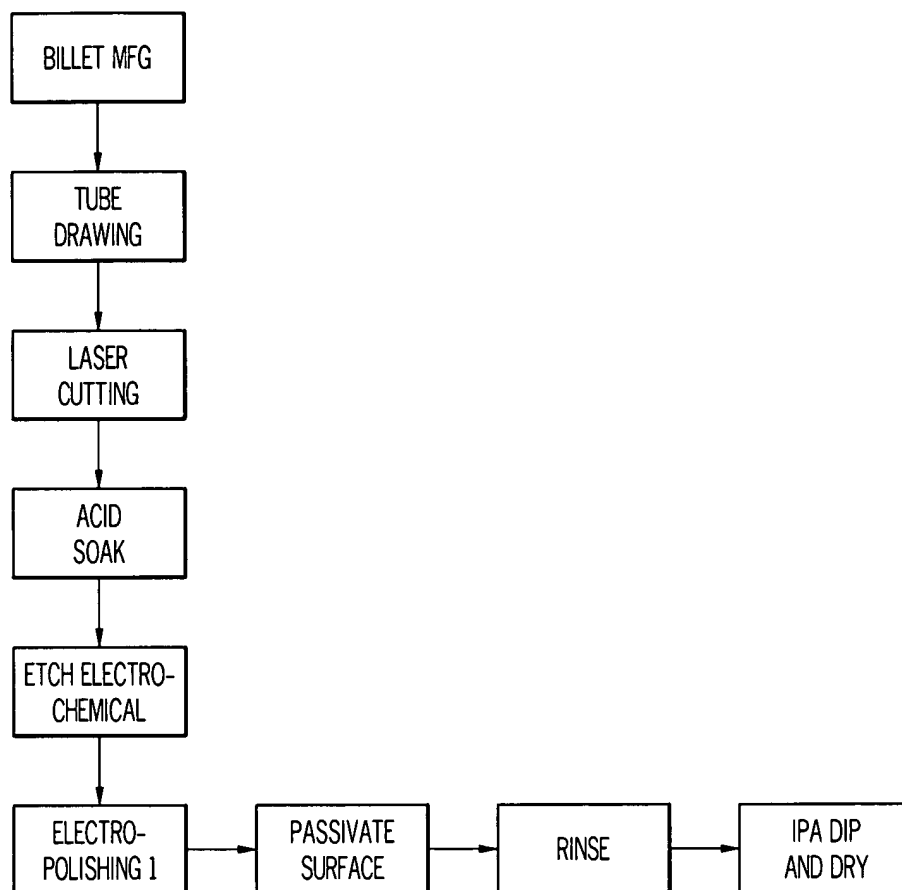 BILLET MFG
TUBE
DRAWING
LASER
CUTTING
ACID
SOAK
ETCH ELECTRO-
CHEMICAL
ELECTRO-
POLISHING 1
PASSIVATE
SURFACE
RINSE
IPA DIP
AND DRY